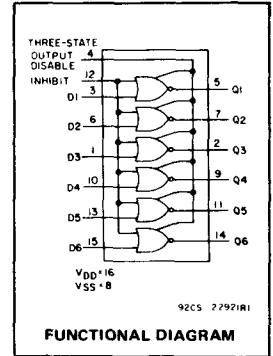 THREE-STATE
OUTPUT 4
DISABLE
INHIBIT 12
D1 3 5 Q1
D2 6 7 Q2
D3 1 2 Q3
D4 10 9 Q4
D5 13 11 Q5
D6 15 14 Q6
VDD=16
VSS=8
92CS 22921R1
FUNCTIONAL DIAGRAM